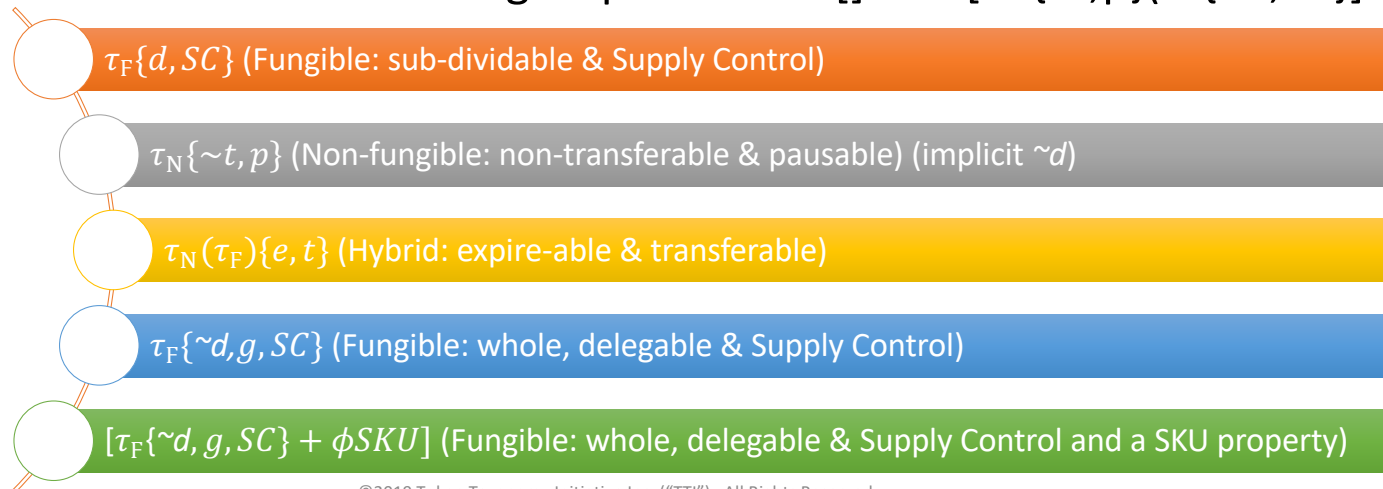 τF{d, SC} (Fungible: sub-dividable & Supply Control)
τN{~t, p} (Non-fungible: non-transferable & pausable) (implicit ~d)
τN(τF){e, t} (Hybrid: expire-able & transferable)
τF{~d,g, SC} (Fungible: whole, delegable & Supply Control)
[τF{~d, g, SC} + ϕSKU] (Fungible: whole, delegable & Supply Control and a SKU property)